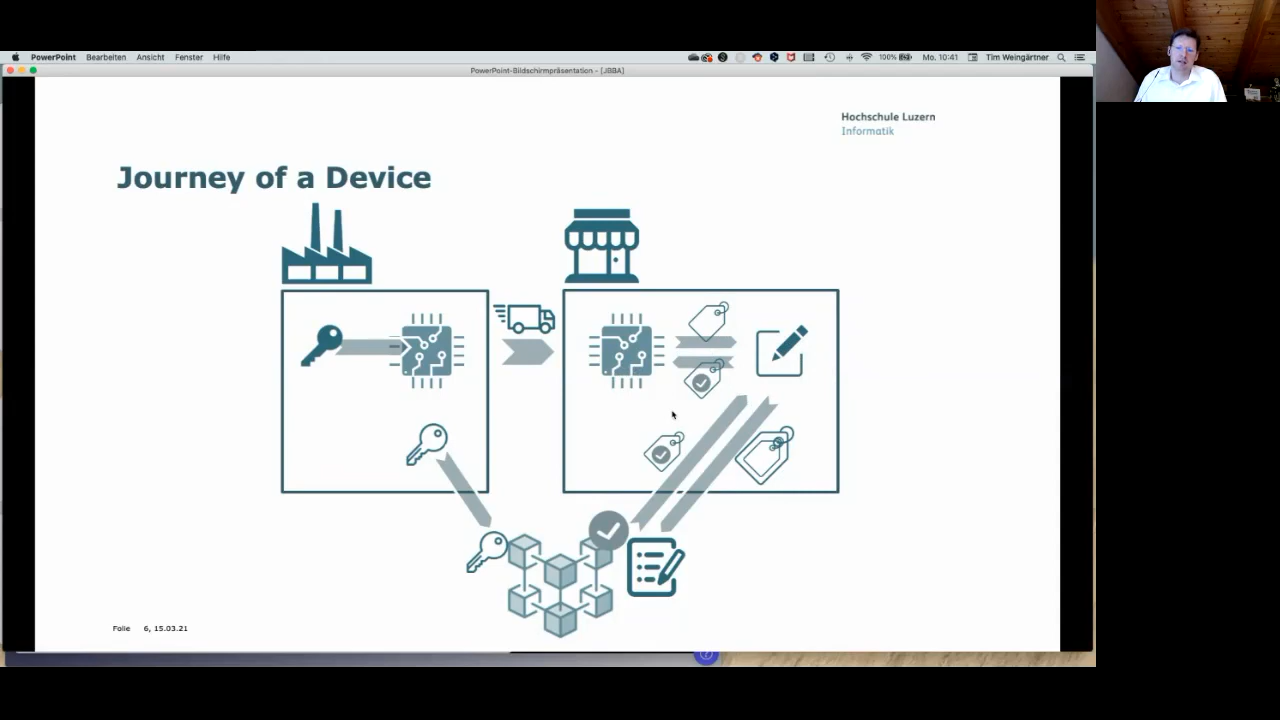 PowerPoint Bearbeiten Ansicht Fenster Hilfe 100% Mo. 10:41 Tim Weingärtner
PowerPoint-Bildschirmpräsentation - [JBBA]
Hochschule Luzern
Informatik
Journey of a Device
Folie 6, 15.03.21